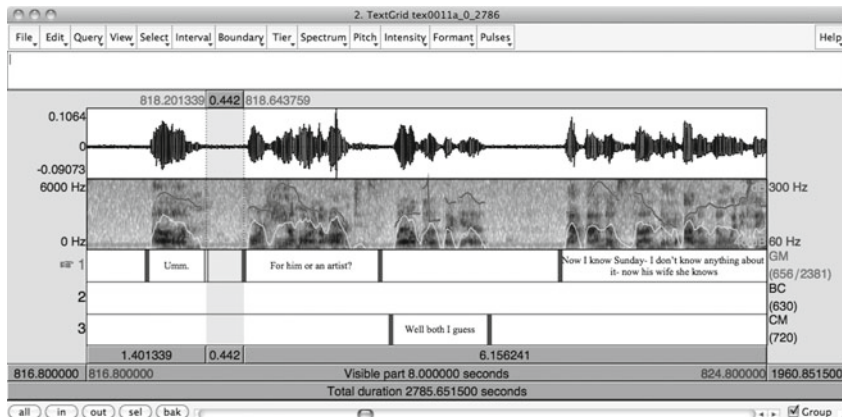 2. TextGrid tex0011a_0_2786
File Edit Query View Select Interval Boundary Tier Spectrum Pitch Intensity Formant Pulses Help
818.201339 0.442 818.643759
0.1064
0
-0.09073
6000 Hz 300 Hz
0 Hz 60 Hz
1 Umm. For him or an artist? Now I know Sunday- I don't know anything about GM
it- now his wife she knows (656/2381)
2 BC
(630)
3 Well both I guess CM
(720)
1.401339 0.442 6.156241
816.800000 816.800000 Visible part 8.000000 seconds 824.800000 1960.851500
Total duration 2785.651500 seconds
all in out sel bak Group